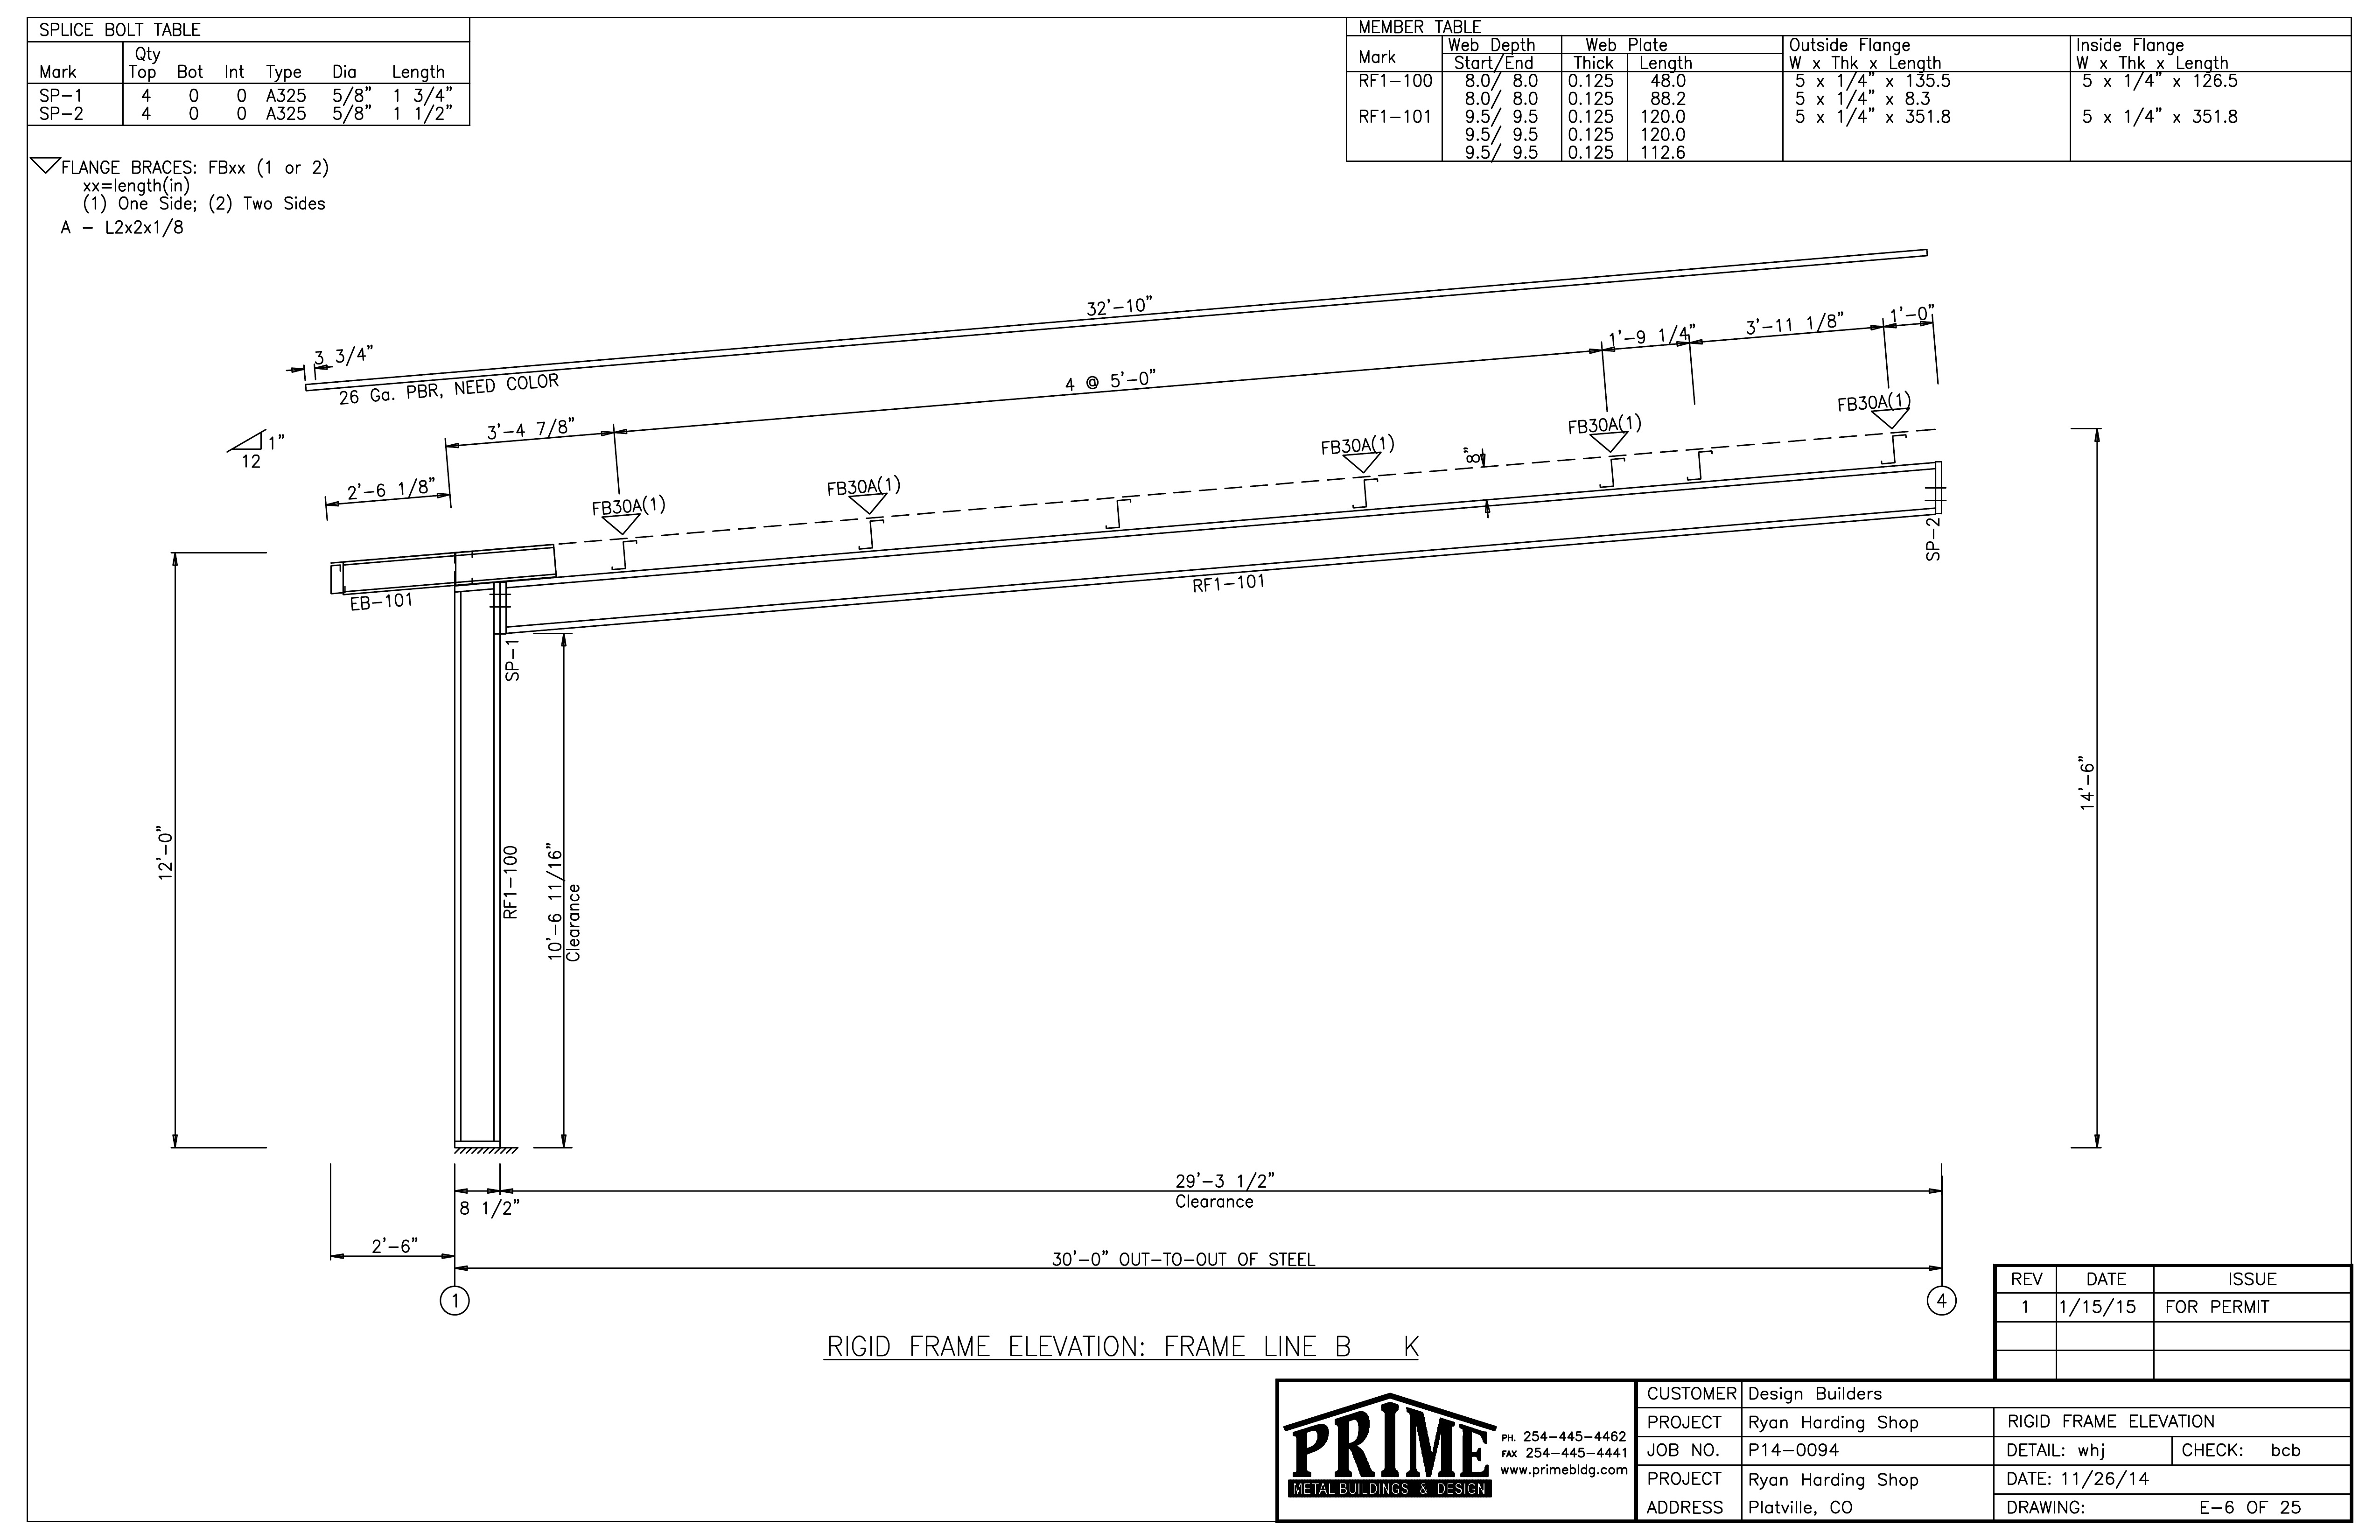 SPLICE BOLT TABLE
Qty
Mark Top Bot Int Type Dia Length
SP-1 4 0 0 A325 5/8" 1 3/4"
SP-2 4 0 0 A325 5/8" 1 1/2"
FLANGE BRACES: FBxx (1 or 2)
xx=length(in)
(1) One Side; (2) Two Sides
A - L2x2x1/8
MEMBER TABLE
Mark Web Depth Web Plate Outside Flange Inside Flange
Start/End Thick Length W x Thk x Length W x Thk x Length
RF1-100 8.0/ 8.0 0.125 48.0 5 x 1/4" x 135.5 5 x 1/4" x 126.5
8.0/ 8.0 0.125 88.2 5 x 1/4" x 8.3
RF1-101 9.5/ 9.5 0.125 120.0 5 x 1/4" x 351.8 5 x 1/4" x 351.8
9.5/ 9.5 0.125 120.0
9.5/ 9.5 0.125 112.6
32'-10"
3 3/4"
26 Ga. PBR, NEED COLOR
1'-0"
3'-11 1/8"
1'-9 1/4"
4 @ 5'-0"
3'-4 7/8"
2'-6 1/8"
1"
12
FB30A(1)
FB30A(1)
FB30A(1)
FB30A(1)
FB30A(1)
8"
SP-2
EB-101
RF1-101
SP-1
12'-0"
RF1-100
10'-6 11/16"
Clearance
14'-6"
29'-3 1/2"
Clearance
8 1/2"
2'-6"
30'-0" OUT-TO-OUT OF STEEL
1
4
RIGID FRAME ELEVATION: FRAME LINE B K
REV DATE ISSUE
1 1/15/15 FOR PERMIT
PRIME
METAL BUILDINGS & DESIGN
PH. 254-445-4462
FAX 254-445-4441
www.primebldg.com
CUSTOMER Design Builders
PROJECT Ryan Harding Shop
JOB NO. P14-0094
PROJECT Ryan Harding Shop
ADDRESS Platville, CO
RIGID FRAME ELEVATION
DETAIL: whj CHECK: bcb
DATE: 11/26/14
DRAWING: E-6 OF 25